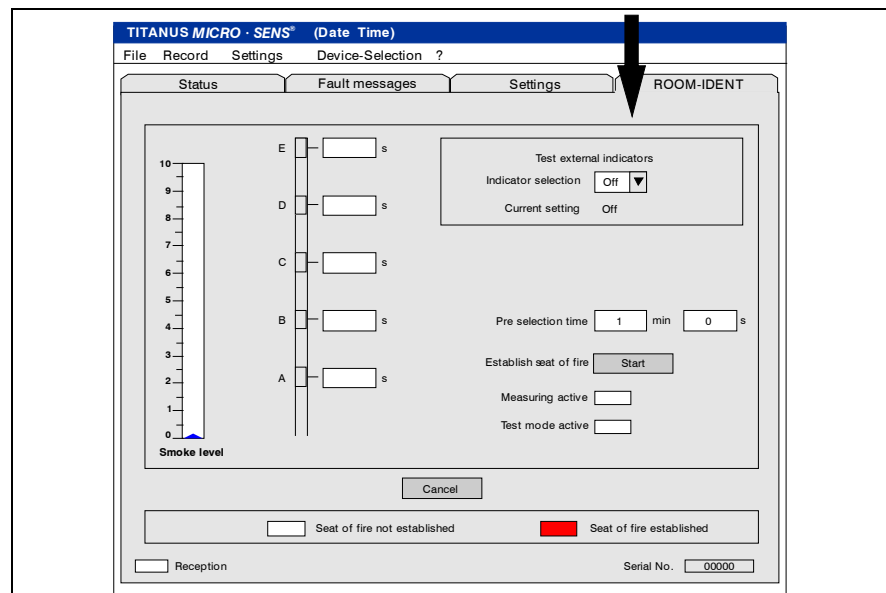 TITANUS MICRO · SENS® (Date Time)
File Record Settings Device-Selection ?
Status Fault messages Settings ROOM-IDENT
E s
D s
C s
B s
A s
10
9
8
7
6
5
4
3
2
1
0
Smoke level
Test external indicators
Indicator selection Off
Current setting Off
Pre selection time 1 min 0 s
Establish seat of fire Start
Measuring active
Test mode active
Cancel
Seat of fire not established Seat of fire established
Reception Serial No. 00000